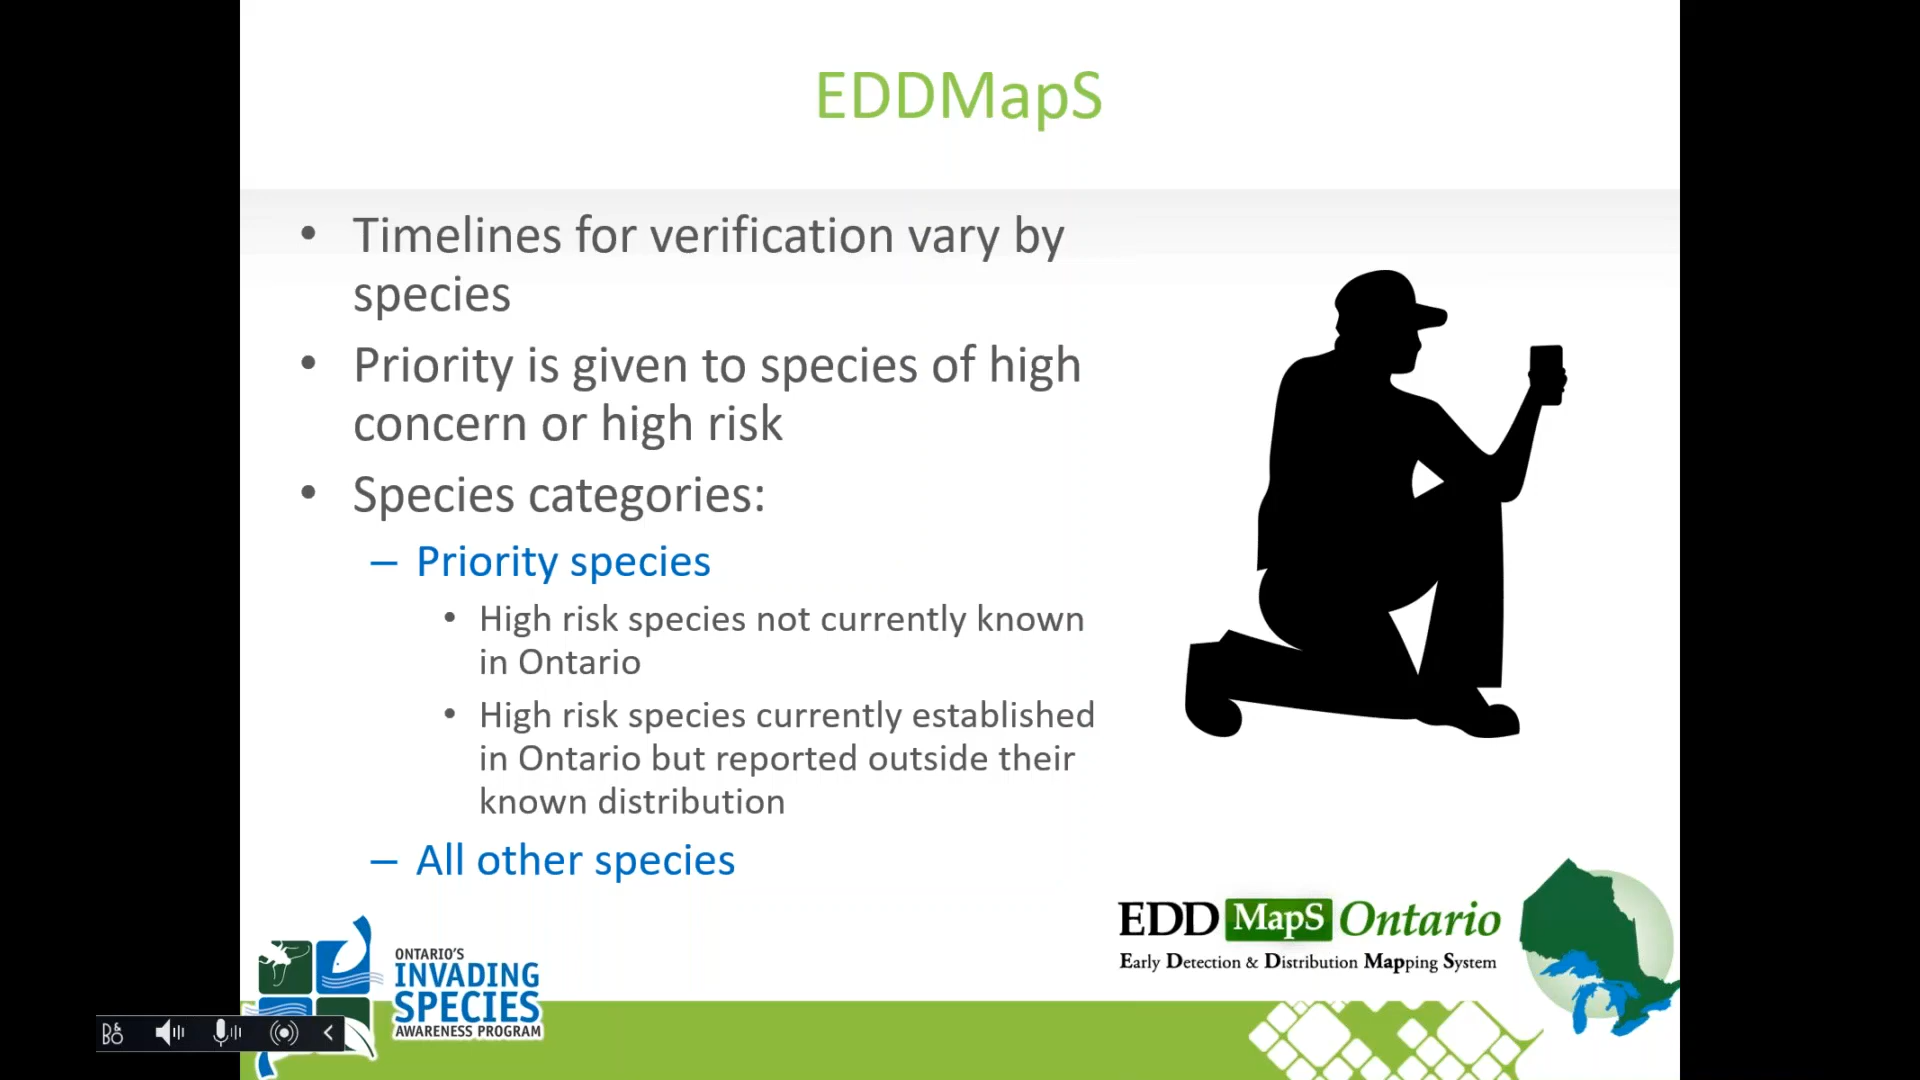 EDDMapS
• Timelines for verification vary by
species
• Priority is given to species of high
concern or high risk
• Species categories:
– Priority species
• High risk species not currently known
in Ontario
• High risk species currently established
in Ontario but reported outside their
known distribution
– All other species
EDD MapS Ontario
Early Detection & Distribution Mapping System
ONTARIO'S
INVADING
SPECIES
AWARENESS PROGRAM
B&O